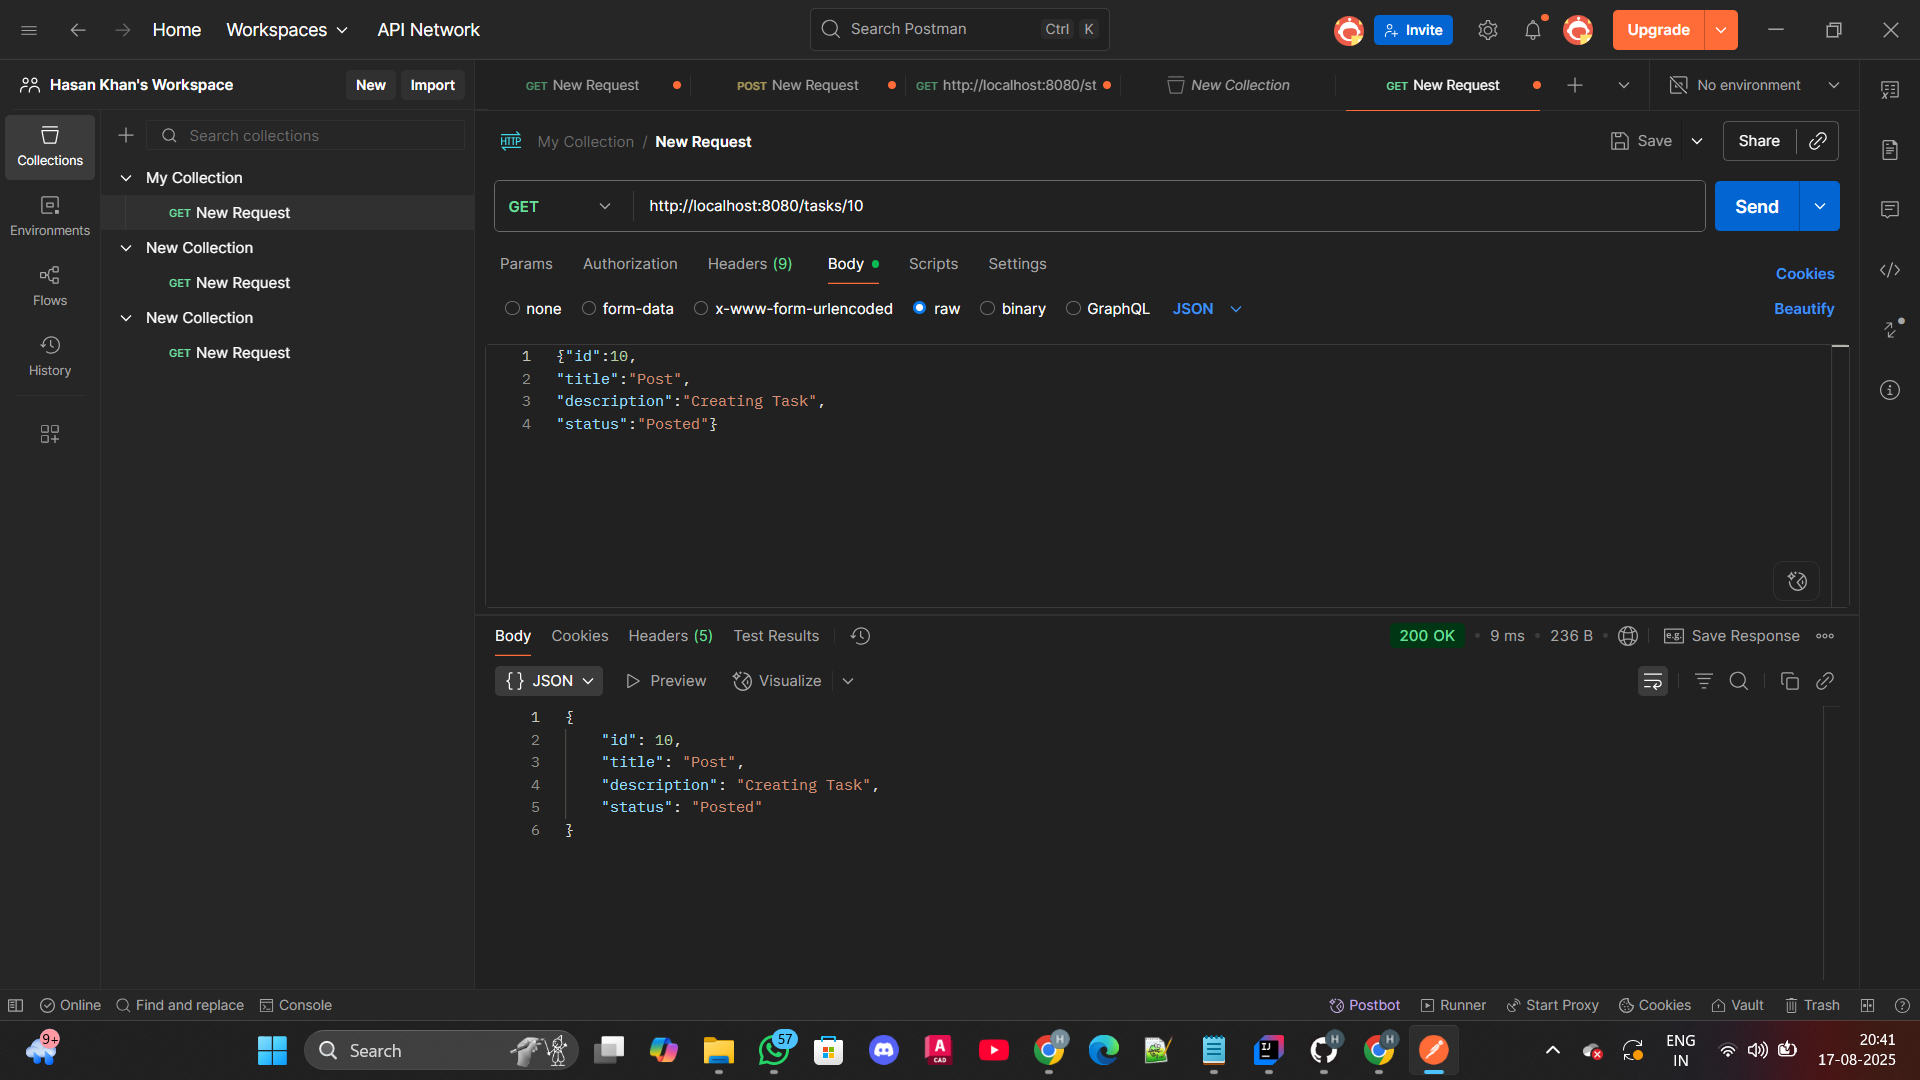 Home Workspaces API Network Search Postman Ctrl K Invite Upgrade
Hasan Khan's Workspace New Import
GET New Request POST New Request GET http://localhost:8080/st New Collection GET New Request No environment
Collections
Environments
Flows
History
Search collections
My Collection
GET New Request
New Collection
GET New Request
New Collection
GET New Request
HTTP My Collection / New Request Save Share
GET http://localhost:8080/tasks/10 Send
Params Authorization Headers (9) Body Scripts Settings Cookies
none form-data x-www-form-urlencoded raw binary GraphQL JSON Beautify
1 {"id":10,
2 "title":"Post",
3 "description":"Creating Task",
4 "status":"Posted"}
Body Cookies Headers (5) Test Results 200 OK • 9 ms • 236 B • e.g. Save Response
{} JSON Preview Visualize
1 {
2 "id": 10,
3 "title": "Post",
4 "description": "Creating Task",
5 "status": "Posted"
6 }
Online Find and replace Console Postbot Runner Start Proxy Cookies Vault Trash
9+ Search 57 A CAD H IJ H H ENG 20:41
IN 17-08-2025